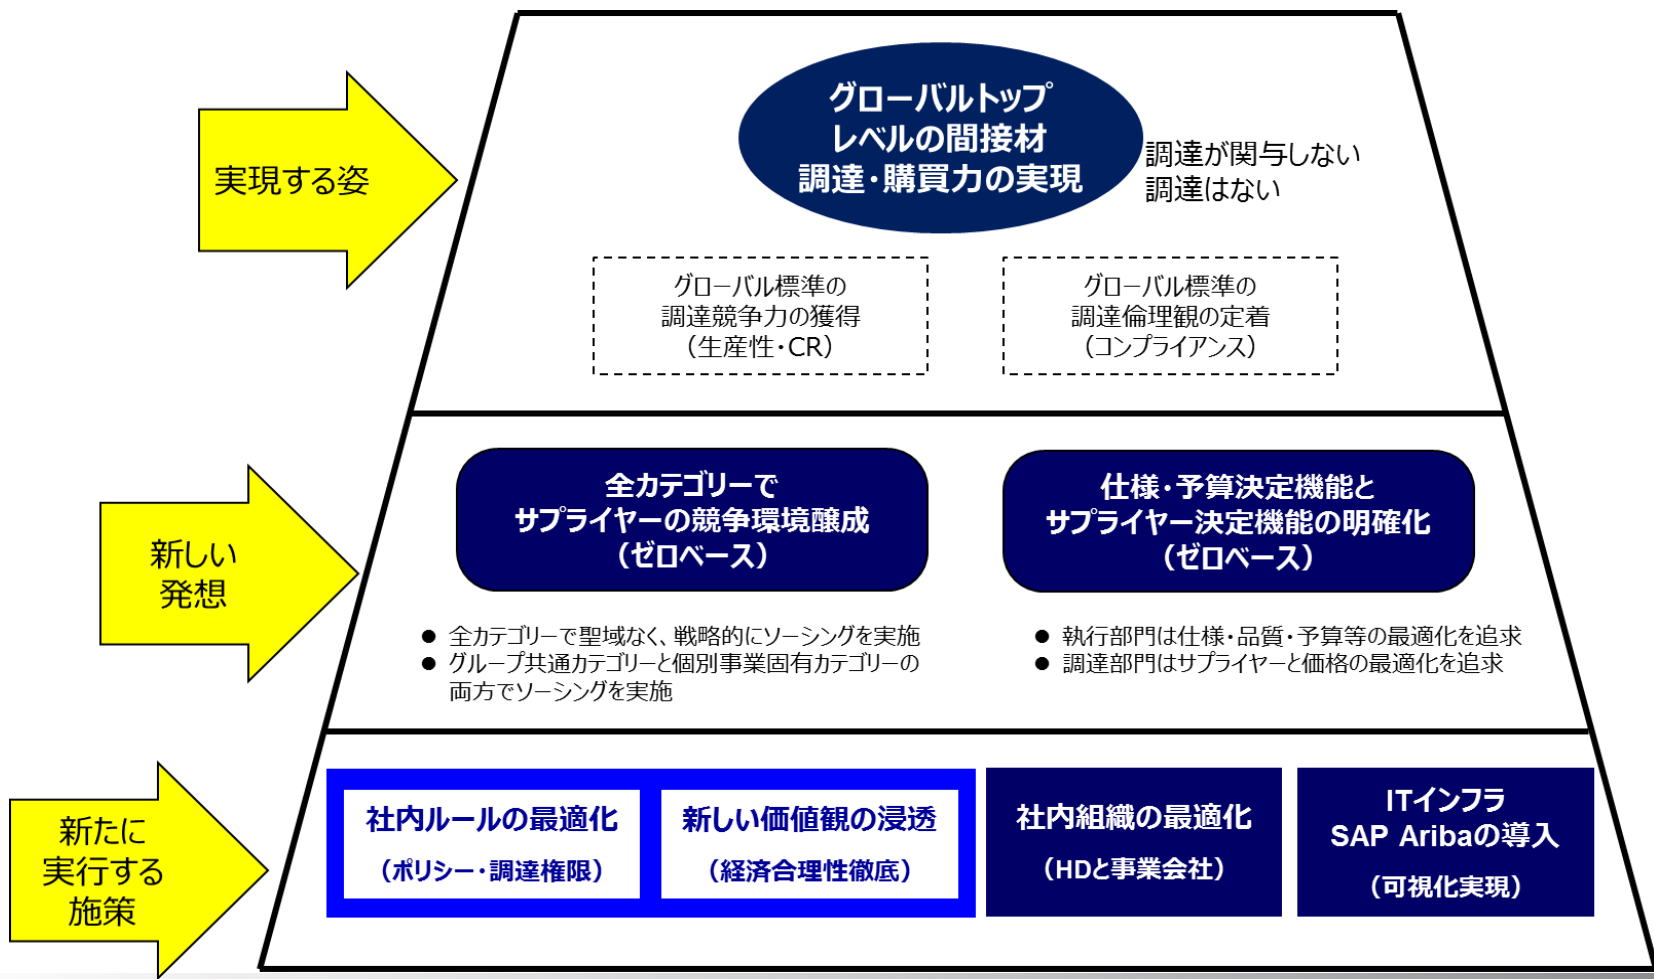 実現する姿
グローバルトップ
レベルの間接材
調達・購買力の実現
調達が関与しない
調達はない
グローバル標準の
調達競争力の獲得
（生産性・CR）
グローバル標準の
調達倫理観の定着
（コンプライアンス）
新しい
発想
全カテゴリーで
サプライヤーの競争環境醸成
（ゼロベース）
仕様・予算決定機能と
サプライヤー決定機能の明確化
（ゼロベース）
● 全カテゴリーで聖域なく、戦略的にソーシングを実施
● グループ共通カテゴリーと個別事業固有カテゴリーの
両方でソーシングを実施
● 執行部門は仕様・品質・予算等の最適化を追求
● 調達部門はサプライヤーと価格の最適化を追求
新たに
実行する
施策
社内ルールの最適化
（ポリシー・調達権限）
新しい価値観の浸透
（経済合理性徹底）
社内組織の最適化
（HDと事業会社）
ITインフラ
SAP Aribaの導入
（可視化実現）